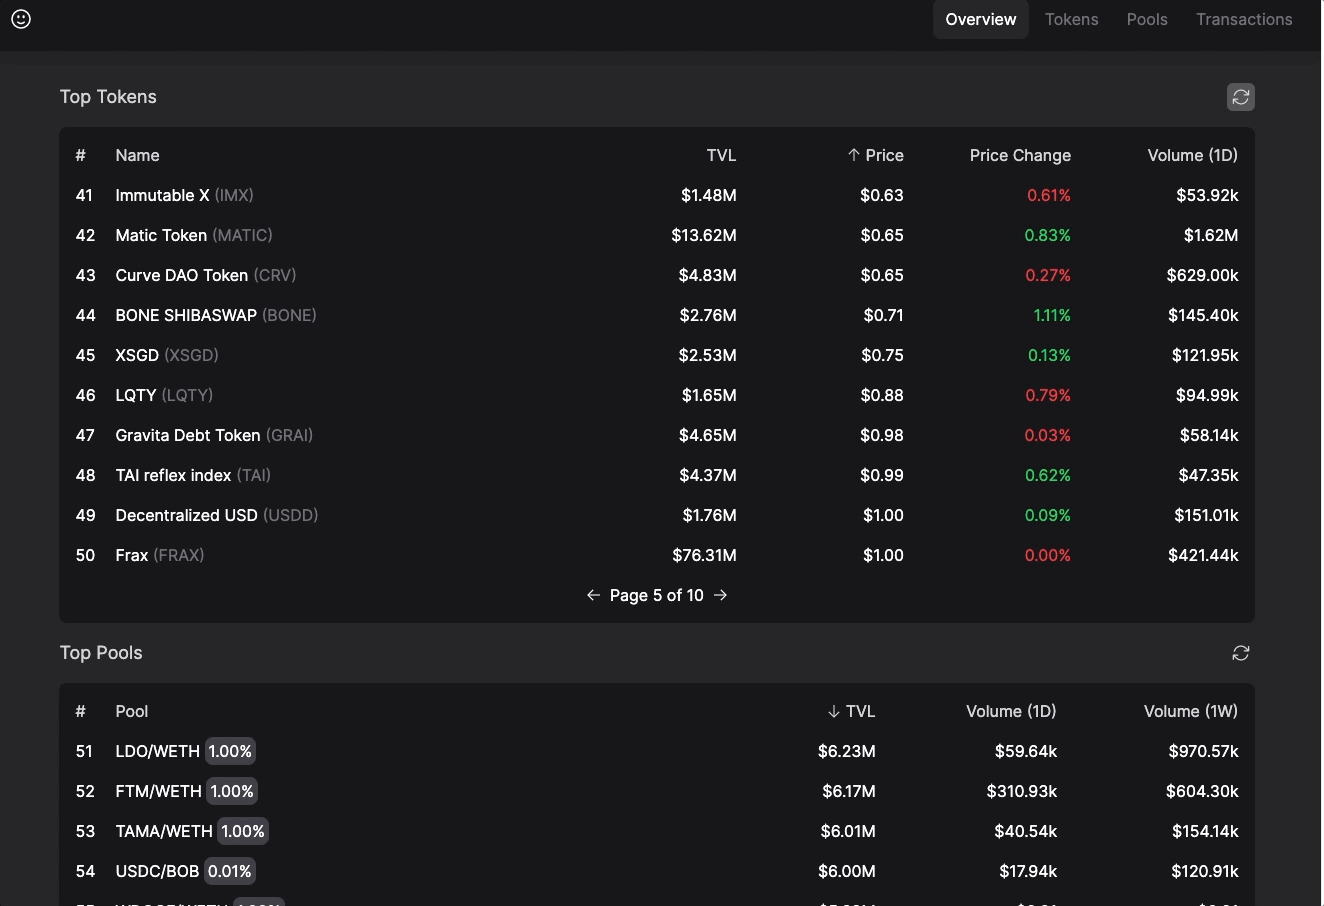 Overview Tokens Pools Transactions
Top Tokens
# Name TVL ↑ Price Price Change Volume (1D)
41 Immutable X (IMX) $1.48M $0.63 0.61% $53.92k
42 Matic Token (MATIC) $13.62M $0.65 0.83% $1.62M
43 Curve DAO Token (CRV) $4.83M $0.65 0.27% $629.00k
44 BONE SHIBASWAP (BONE) $2.76M $0.71 1.11% $145.40k
45 XSGD (XSGD) $2.53M $0.75 0.13% $121.95k
46 LQTY (LQTY) $1.65M $0.88 0.79% $94.99k
47 Gravita Debt Token (GRAI) $4.65M $0.98 0.03% $58.14k
48 TAI reflex index (TAI) $4.37M $0.99 0.62% $47.35k
49 Decentralized USD (USDD) $1.76M $1.00 0.09% $151.01k
50 Frax (FRAX) $76.31M $1.00 0.00% $421.44k
← Page 5 of 10 →
Top Pools
# Pool ↓ TVL Volume (1D) Volume (1W)
51 LDO/WETH 1.00% $6.23M $59.64k $970.57k
52 FTM/WETH 1.00% $6.17M $310.93k $604.30k
53 TAMA/WETH 1.00% $6.01M $40.54k $154.14k
54 USDC/BOB 0.01% $6.00M $17.94k $120.91k